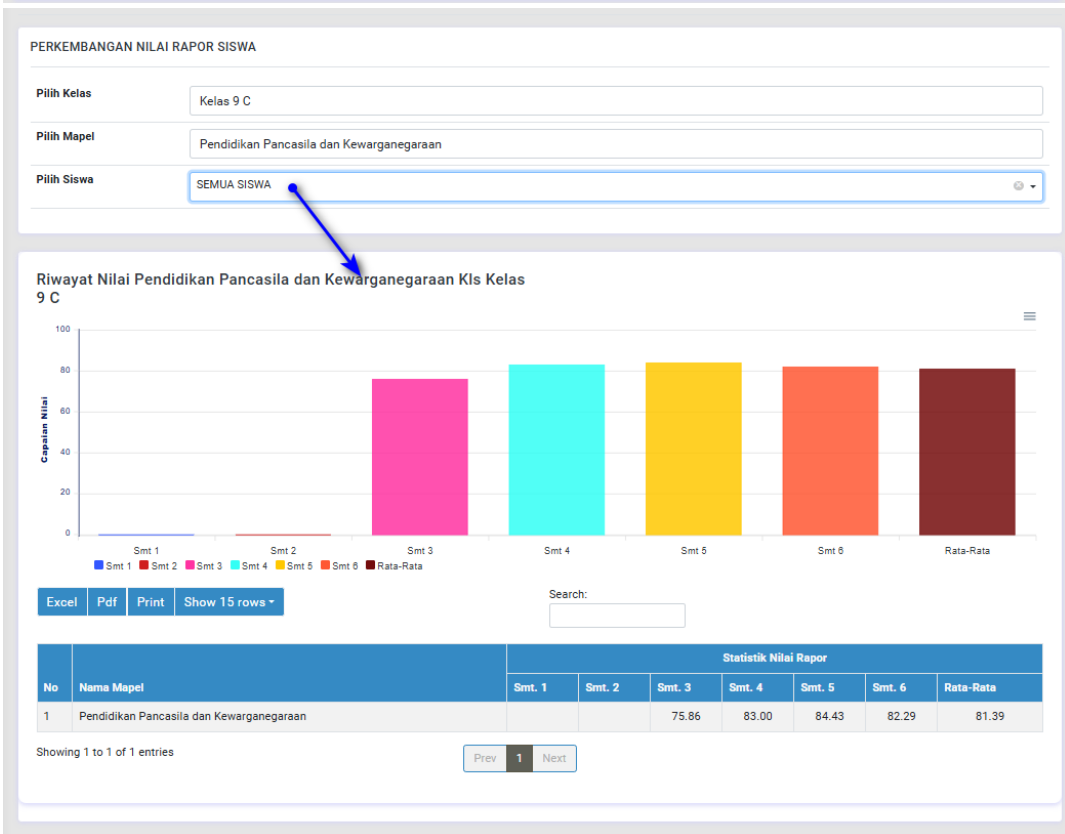 PERKEMBANGAN NILAI RAPOR SISWA
Pilih Kelas
Kelas 9 C
Pilih Mapel
Pendidikan Pancasila dan Kewarganegaraan
Pilih Siswa
SEMUA SISWA
Riwayat Nilai Pendidikan Pancasila dan Kewarganegaraan Kls Kelas
9 C
100
80
60
40
20
0
Capaian Nilai
Smt 1 Smt 2 Smt 3 Smt 4 Smt 5 Smt 6 Rata-Rata
Smt 1 Smt 2 Smt 3 Smt 4 Smt 5 Smt 6 Rata-Rata
Excel Pdf Print Show 15 rows
Search:
Statistik Nilai Rapor
No Nama Mapel Smt. 1 Smt. 2 Smt. 3 Smt. 4 Smt. 5 Smt. 6 Rata-Rata
1 Pendidikan Pancasila dan Kewarganegaraan 75.86 83.00 84.43 82.29 81.39
Showing 1 to 1 of 1 entries
Prev 1 Next